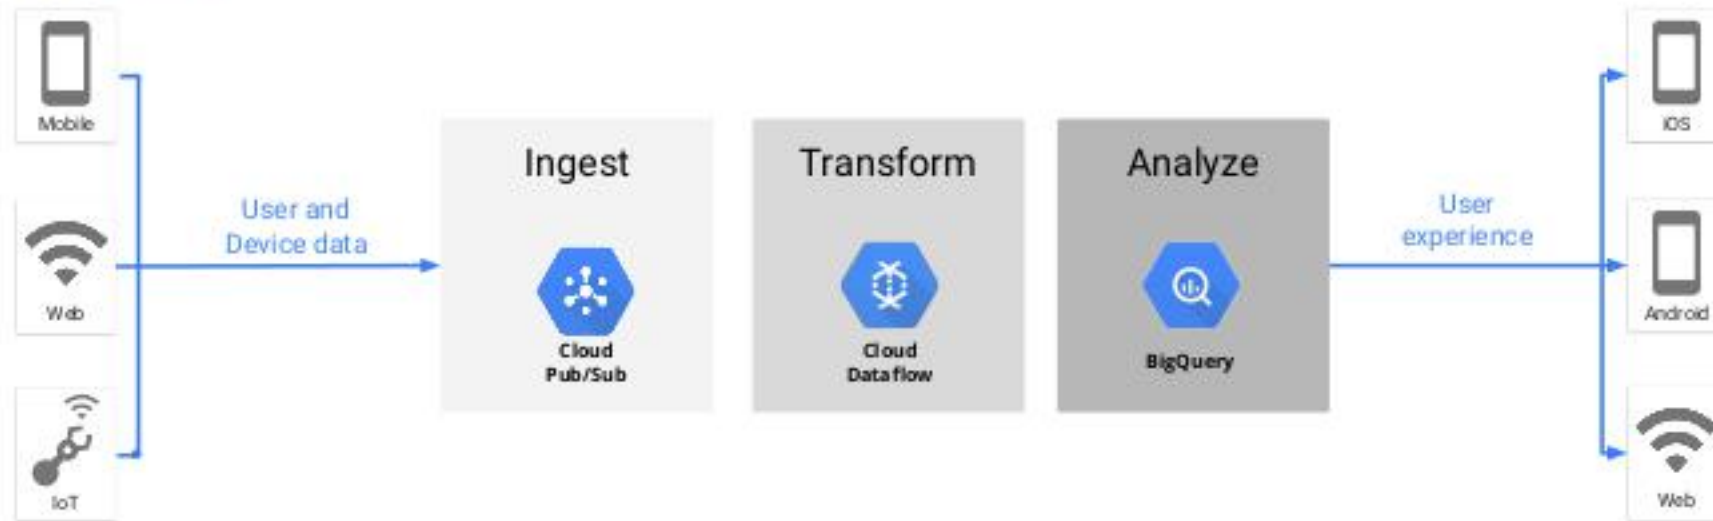 Mobile
Web
IoT
User and
Device data
Ingest
Cloud
Pub/Sub
Transform
Cloud
Dataflow
Analyze
BigQuery
User
experience
iOS
Android
Web